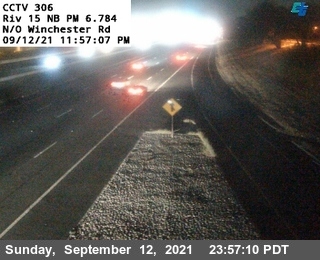 CCTV 306
Riv 15 NB PM 6.784
N/O Winchester Rd
09/12/21 11:57:07 PM
Sunday, September 12, 2021 23:57:10 PDT